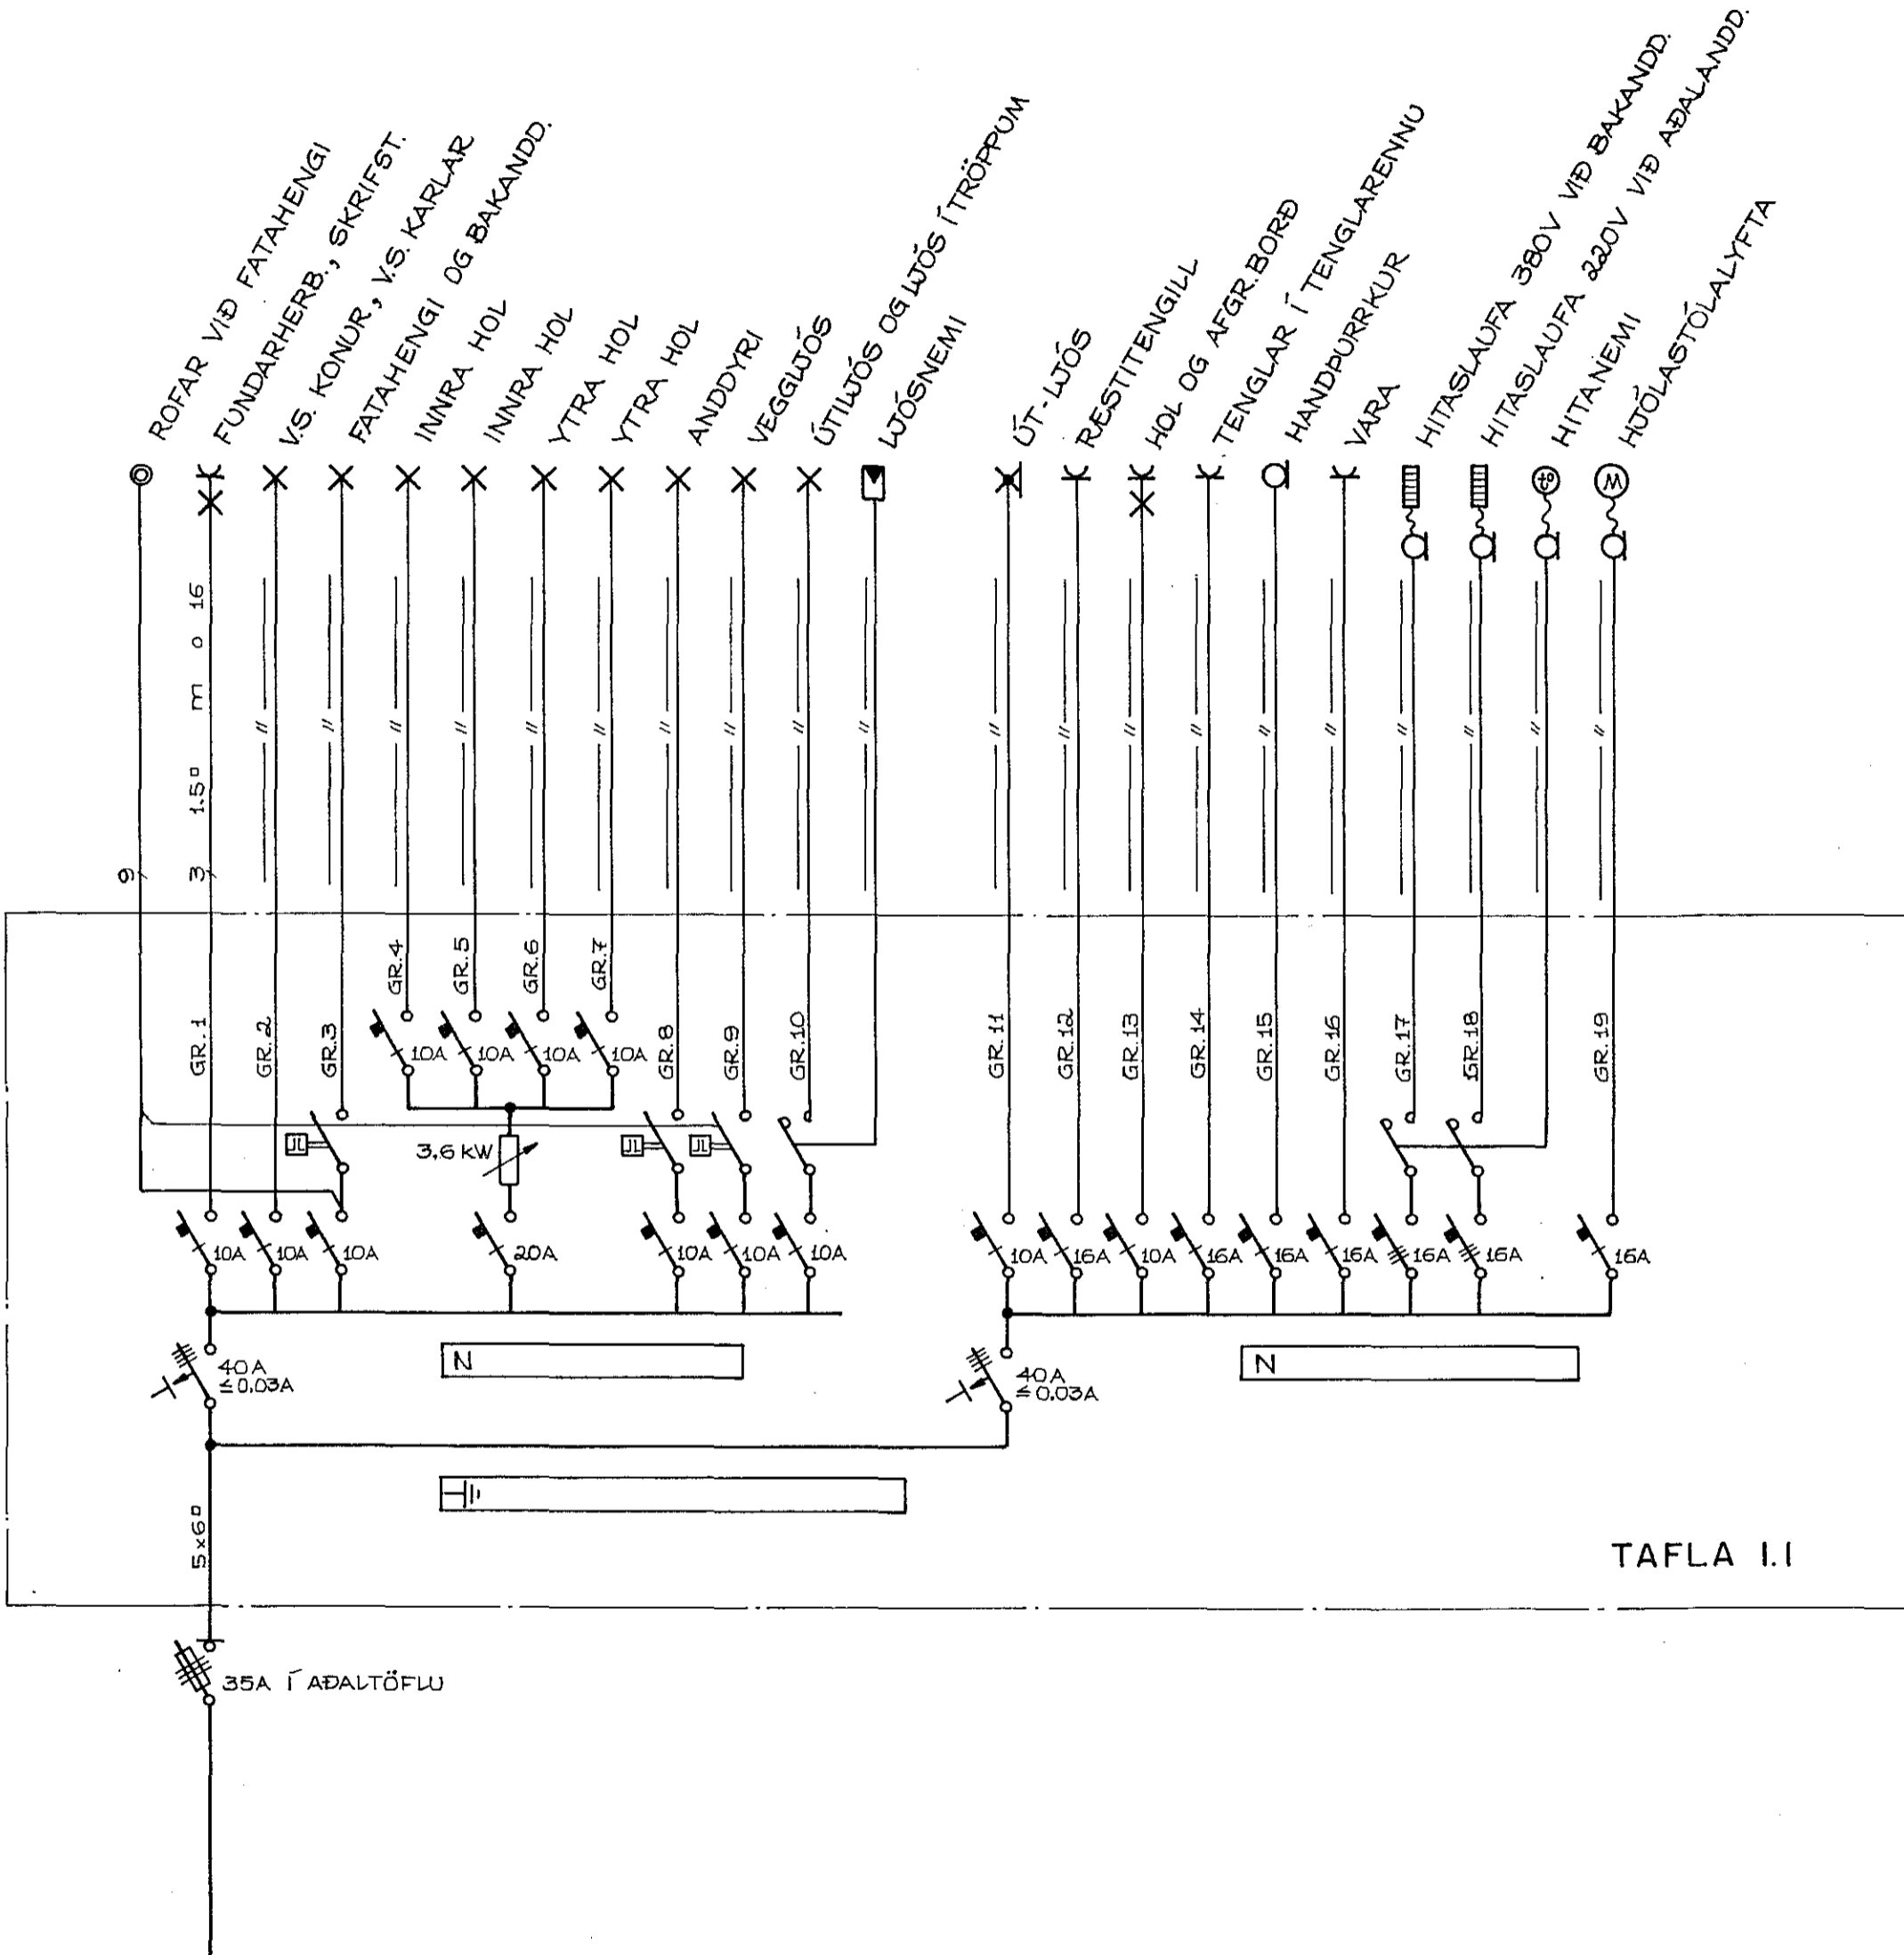 ROFAR VIÐ FATAHENGI
FUNDARHERB., SKRIFST.
V.S. KONUR, V.S. KARLAR
FATAHENGI OG BAKANDD.
INNRA HOL
INNRA HOL
YTRA HOL
YTRA HOL
ANDDYRI
VEGGLJÓS
ÚTILJÓS OG LJÓS Í TRÖPPUM
LJÓSNEMI
ÚT-LJÓS
RÆSTITENGILL
HOL OG AFGR.BORÐ
TENGLAR Í TENGLARENNU
HANDÞURRKUR
VARA
HITASLAUFA 380V VIÐ BAKANDD.
HITASLAUFA 220V VIÐ AÐALANDD.
HITANEMI
HJÓLASTÓLALYFTA
t°
M
9
3 1.5□ m o 16
〃 〃 〃 〃 〃 〃 〃 〃 〃 〃 〃 〃 〃 〃 〃 〃 〃 〃 〃 〃
GR.1
GR.2
GR.3
GR.4
GR.5
GR.6
GR.7
GR.8
GR.9
GR.10
GR.11
GR.12
GR.13
GR.14
GR.15
GR.16
GR.17
GR.18
GR.19
10A 10A 10A 10A
3,6 kW
10A 10A 10A 20A 10A 10A 10A
10A 16A 10A 16A 16A 16A 16A 16A 16A
40A
≤0,03A
N
40A
≤0,03A
N
5x6□
TAFLA 1.1
35A Í AÐALTÖFLU